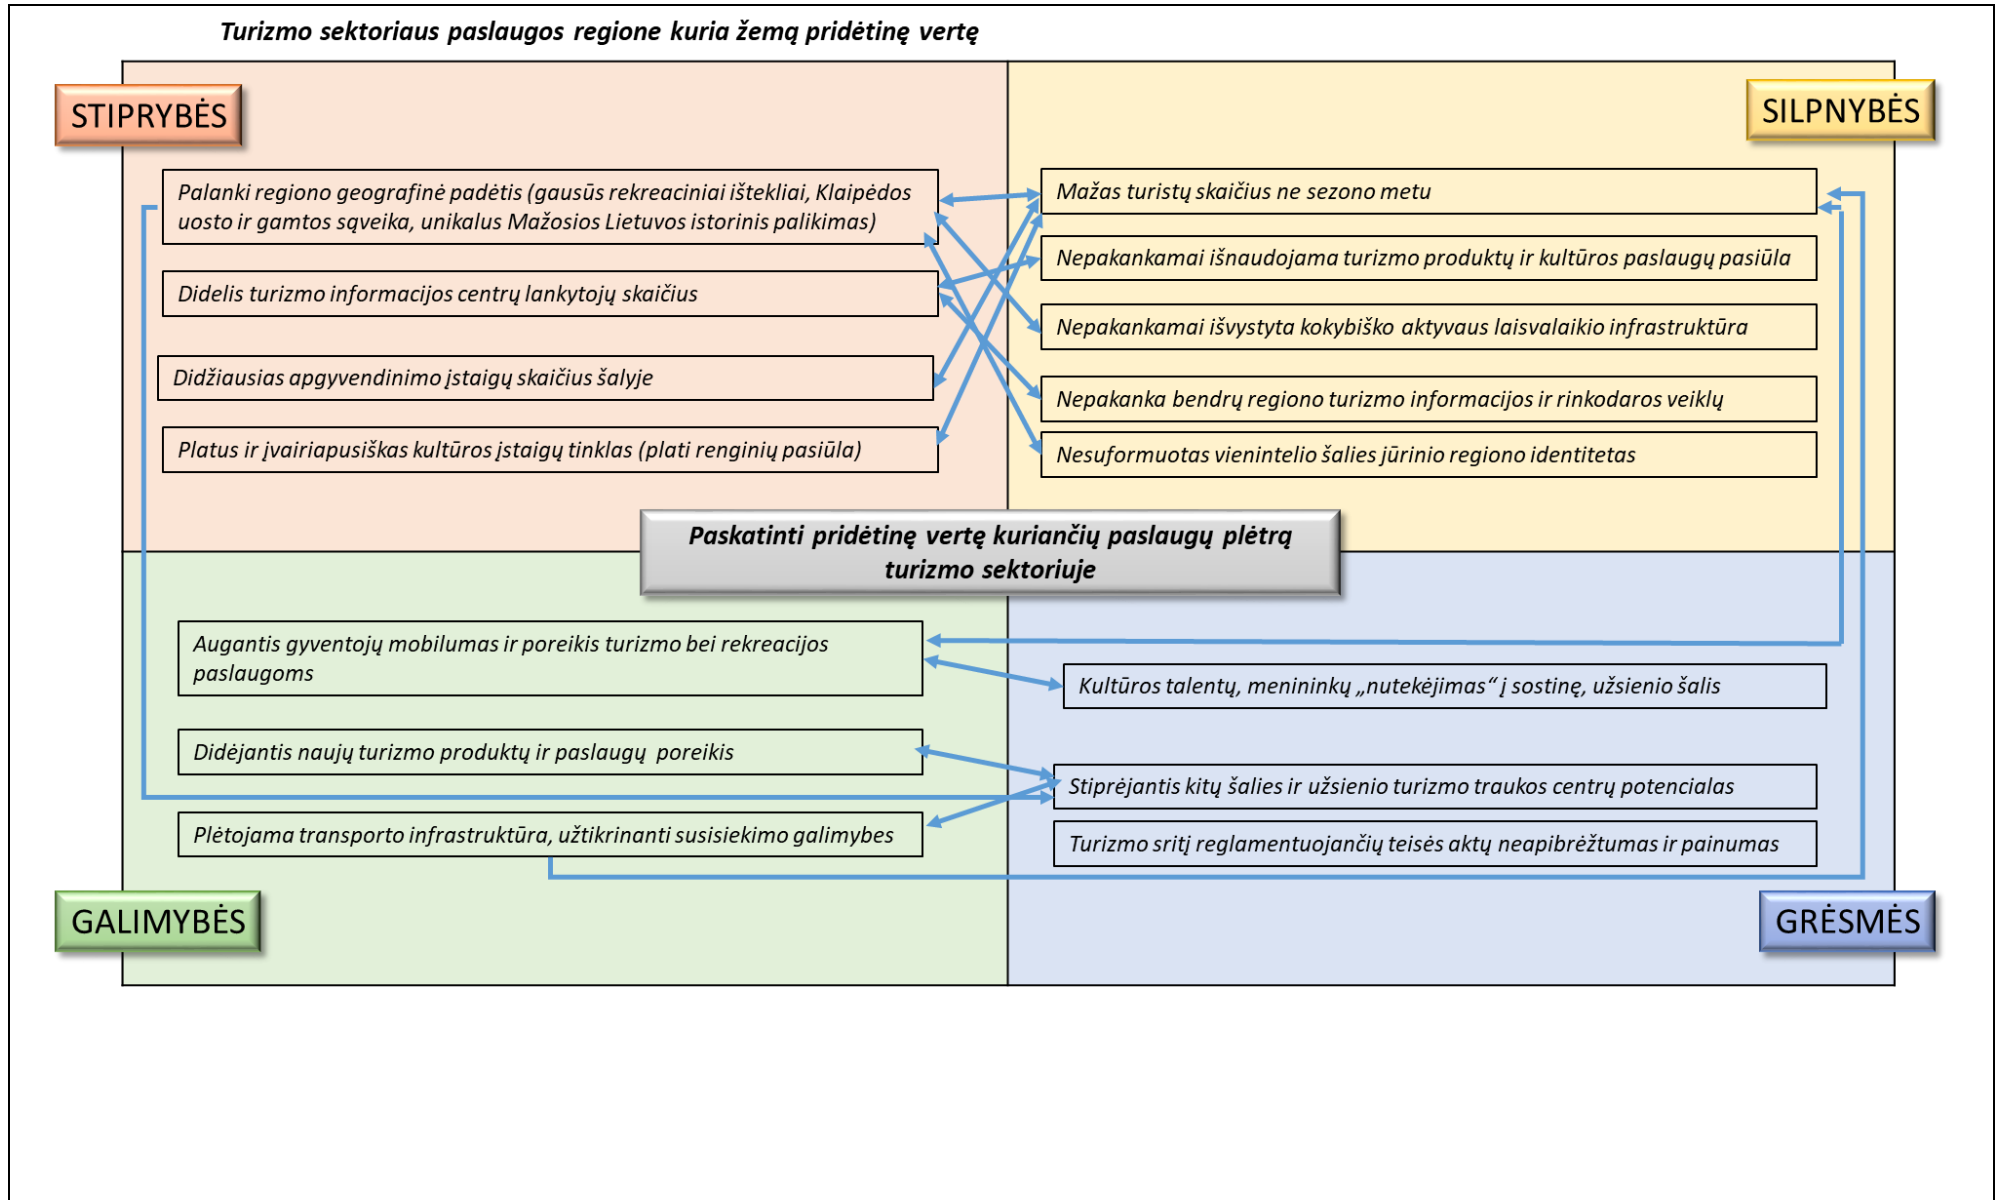 Turizmo sektoriaus paslaugos regione kuria žemą pridėtinę vertę
STIPRYBĖS
Palanki regiono geografinė padėtis (gausūs rekreaciniai ištekliai, Klaipėdos
uosto ir gamtos sąveika, unikalus Mažosios Lietuvos istorinis palikimas)
Didelis turizmo informacijos centrų lankytojų skaičius
Didžiausias apgyvendinimo įstaigų skaičius šalyje
Platus ir įvairiapusiškas kultūros įstaigų tinklas (plati renginių pasiūla)
SILPNYBĖS
Mažas turistų skaičius ne sezono metu
Nepakankamai išnaudojama turizmo produktų ir kultūros paslaugų pasiūla
Nepakankamai išvystyta kokybiško aktyvaus laisvalaikio infrastruktūra
Nepakanka bendrų regiono turizmo informacijos ir rinkodaros veiklų
Nesuformuotas vienintelio šalies jūrinio regiono identitetas
Paskatinti pridėtinę vertę kuriančių paslaugų plėtrą
turizmo sektoriuje
Augantis gyventojų mobilumas ir poreikis turizmo bei rekreacijos
paslaugoms
Didėjantis naujų turizmo produktų ir paslaugų poreikis
Plėtojama transporto infrastruktūra, užtikrinanti susisiekimo galimybes
GALIMYBĖS
Kultūros talentų, menininkų „nutekėjimas“ į sostinę, užsienio šalis
Stiprėjantis kitų šalies ir užsienio turizmo traukos centrų potencialas
Turizmo sritį reglamentuojančių teisės aktų neapibrėžtumas ir painumas
GRĖSMĖS